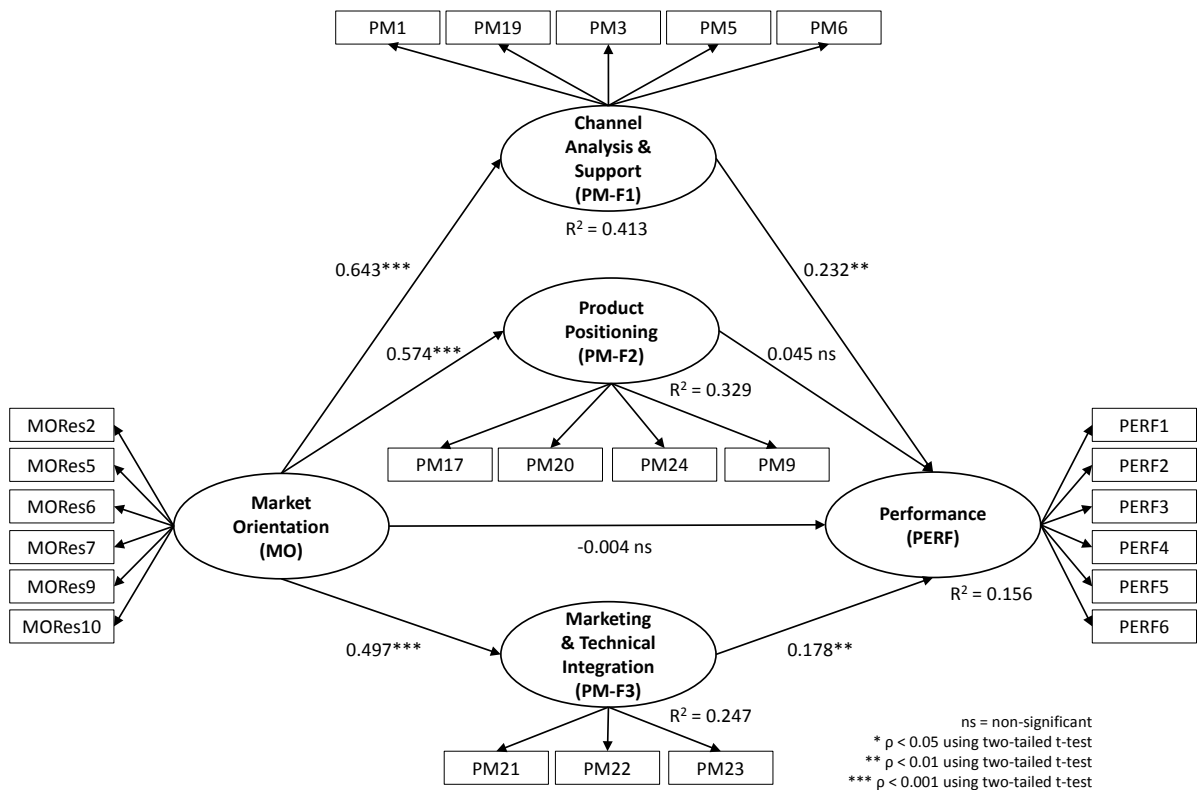 PM1
PM19
PM3
PM5
PM6
Channel
Analysis &
Support
(PM-F1)
R² = 0.413
0.643***
0.232**
Product
Positioning
(PM-F2)
0.574***
0.045 ns
R² = 0.329
PM17
PM20
PM24
PM9
MORes2
MORes5
MORes6
MORes7
MORes9
MORes10
Market
Orientation
(MO)
-0.004 ns
Performance
(PERF)
R² = 0.156
PERF1
PERF2
PERF3
PERF4
PERF5
PERF6
0.497***
Marketing
& Technical
Integration
(PM-F3)
0.178**
R² = 0.247
PM21
PM22
PM23
ns = non-significant
* ρ < 0.05 using two-tailed t-test
** ρ < 0.01 using two-tailed t-test
*** ρ < 0.001 using two-tailed t-test